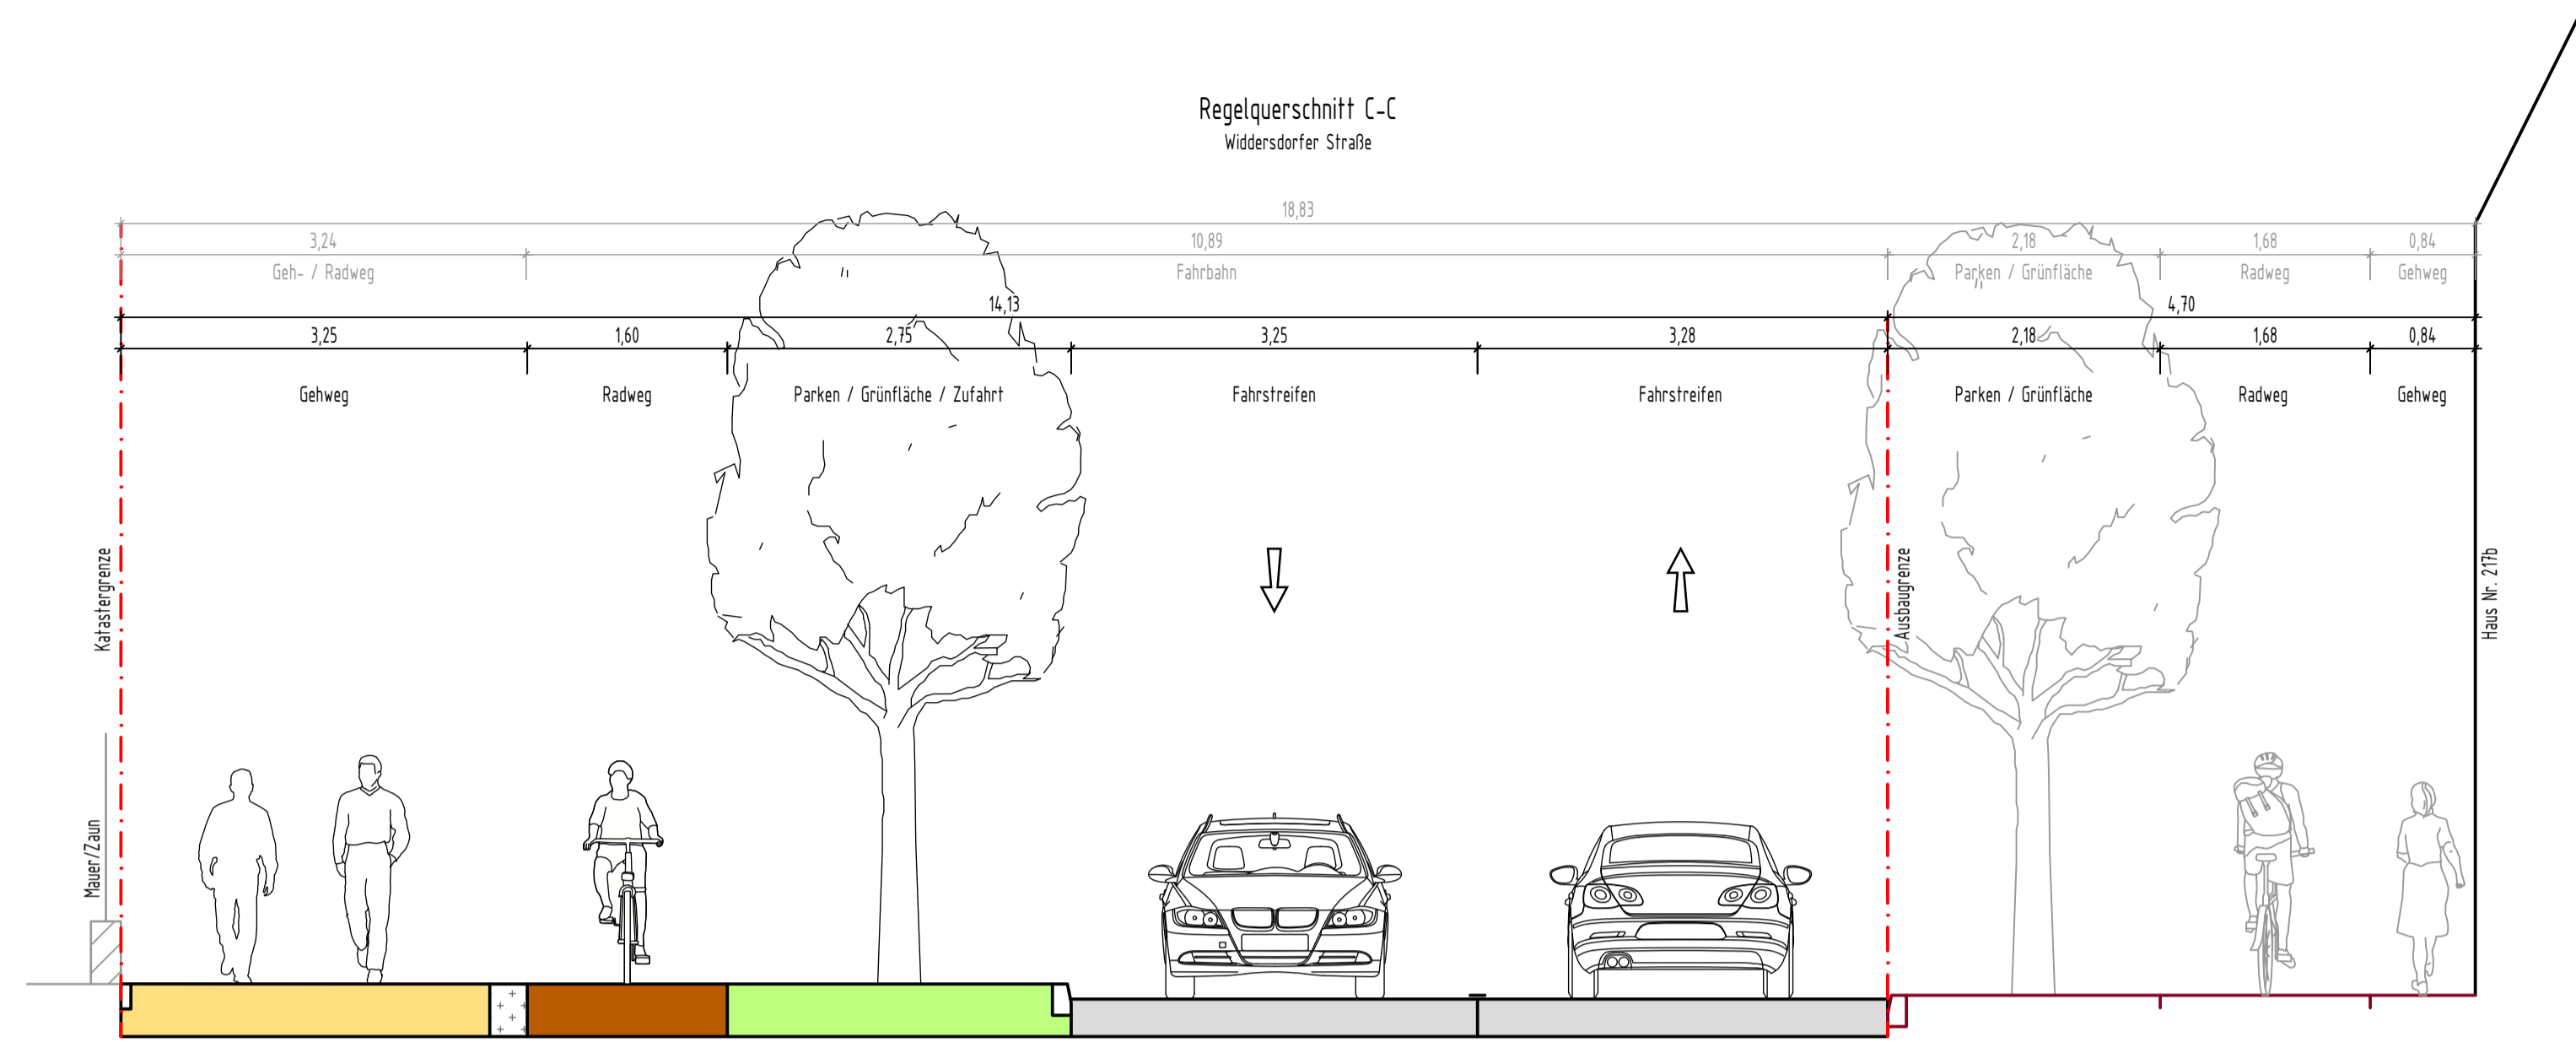 Regelquerschnitt C-C
Widdersdorfer Straße
18,83
3,24 10,89 2,18 1,68 0,84
Geh- / Radweg Fahrbahn Parken / Grünfläche Radweg Gehweg
14,13 4,70
3,25 1,60 2,75 3,25 3,28 2,18 1,68 0,84
Gehweg Radweg Parken / Grünfläche / Zufahrt Fahrstreifen Fahrstreifen Parken / Grünfläche Radweg Gehweg
Katastergrenze
Ausbaugrenze
Haus Nr. 217b
Mauer/Zaun